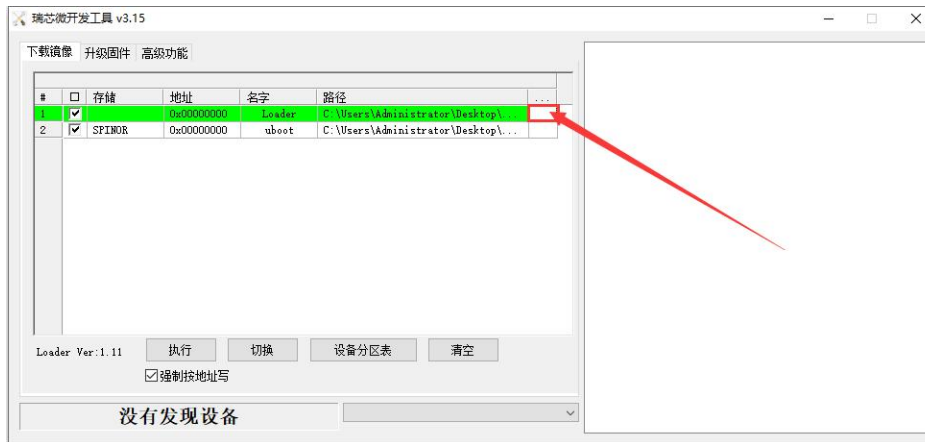 瑞芯微开发工具 v3.15
下载镜像 升级固件 高级功能
# 存储 地址 名字 路径 ...
1 0x00000000 Loader C:\Users\Administrator\Desktop\...
2 SPINOR 0x00000000 uboot C:\Users\Administrator\Desktop\...
Loader Ver:1.11 执行 切换 设备分区表 清空
强制按地址写
没有发现设备